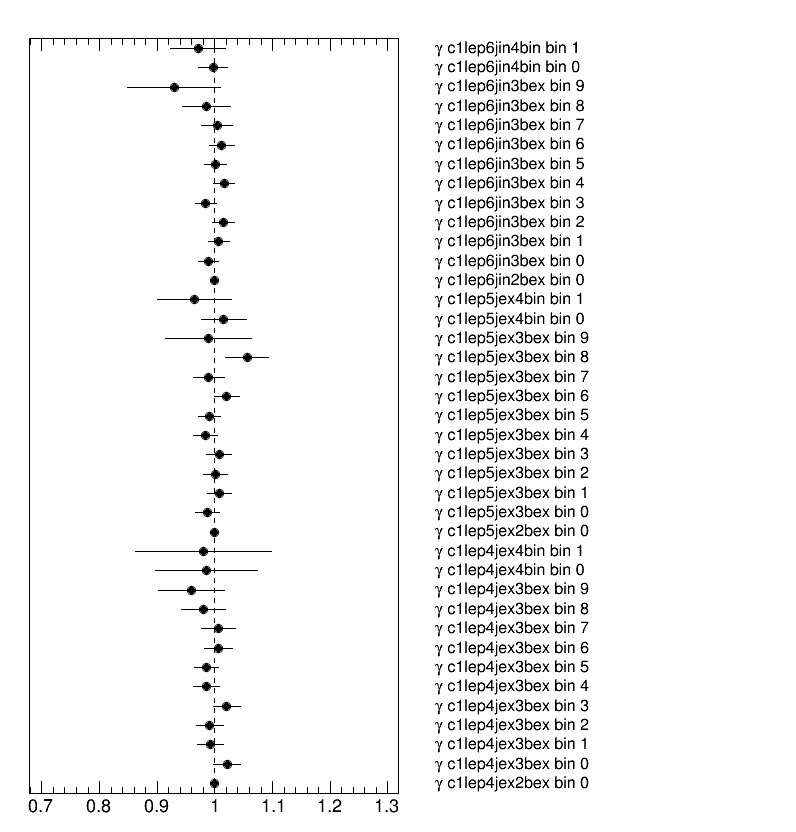 γ c1lep6jin4bin bin 1
γ c1lep6jin4bin bin 0
γ c1lep6jin3bex bin 9
γ c1lep6jin3bex bin 8
γ c1lep6jin3bex bin 7
γ c1lep6jin3bex bin 6
γ c1lep6jin3bex bin 5
γ c1lep6jin3bex bin 4
γ c1lep6jin3bex bin 3
γ c1lep6jin3bex bin 2
γ c1lep6jin3bex bin 1
γ c1lep6jin3bex bin 0
γ c1lep6jin2bex bin 0
γ c1lep5jex4bin bin 1
γ c1lep5jex4bin bin 0
γ c1lep5jex3bex bin 9
γ c1lep5jex3bex bin 8
γ c1lep5jex3bex bin 7
γ c1lep5jex3bex bin 6
γ c1lep5jex3bex bin 5
γ c1lep5jex3bex bin 4
γ c1lep5jex3bex bin 3
γ c1lep5jex3bex bin 2
γ c1lep5jex3bex bin 1
γ c1lep5jex3bex bin 0
γ c1lep5jex2bex bin 0
γ c1lep4jex4bin bin 1
γ c1lep4jex4bin bin 0
γ c1lep4jex3bex bin 9
γ c1lep4jex3bex bin 8
γ c1lep4jex3bex bin 7
γ c1lep4jex3bex bin 6
γ c1lep4jex3bex bin 5
γ c1lep4jex3bex bin 4
γ c1lep4jex3bex bin 3
γ c1lep4jex3bex bin 2
γ c1lep4jex3bex bin 1
γ c1lep4jex3bex bin 0
γ c1lep4jex2bex bin 0
0.7 0.8 0.9 1 1.1 1.2 1.3